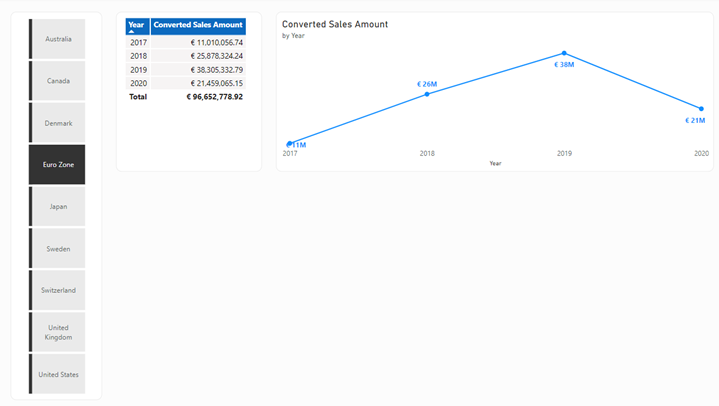 Australia
Canada
Denmark
Euro Zone
Japan
Sweden
Switzerland
United
Kingdom
United States
Year Converted Sales Amount
2017 € 11,010,056.74
2018 € 25,878,324.24
2019 € 38,305,332.79
2020 € 21,459,065.15
Total € 96,652,778.92
Converted Sales Amount
by Year
€ 11M
€ 26M
€ 38M
€ 21M
2017 2018 2019 2020
Year